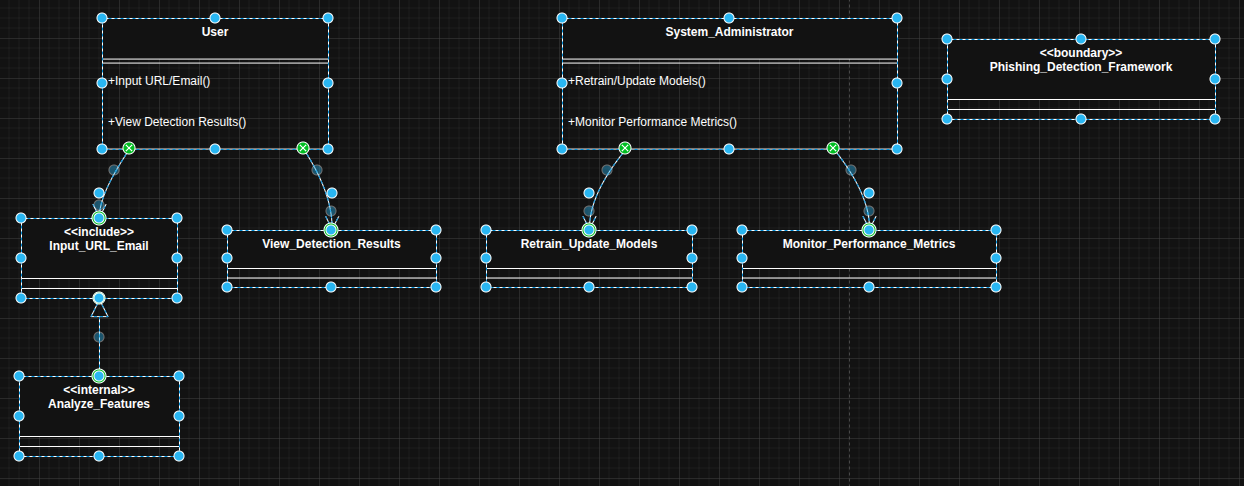 User
+Input URL/Email()
+View Detection Results()
System_Administrator
+Retrain/Update Models()
+Monitor Performance Metrics()
<<boundary>>
Phishing_Detection_Framework
<<include>>
Input_URL_Email
View_Detection_Results
Retrain_Update_Models
Monitor_Performance_Metrics
<<internal>>
Analyze_Features